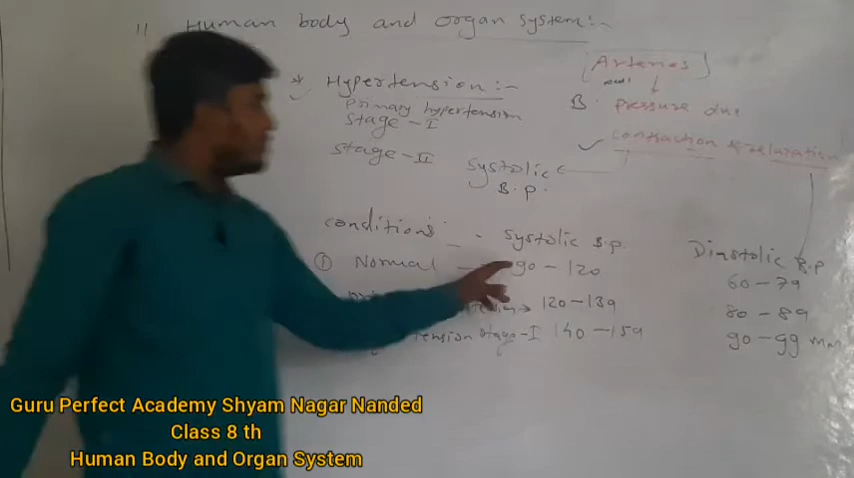 11 Human body and organ system:-
(Arteries)
* Hypertension :-
Primary hypertension
B. Pressure due
Stage - I
contraction & relaxation
Stage - II
Systolic
B.P.
conditions - Systolic B.p. Diastolic B.P
① Normal - 90 - 120 60 - 79
120 - 139 80 - 89
tension stage - I 140 - 159 90 - 99 mm
Guru Perfect Academy Shyam Nagar Nanded
Class 8 th
Human Body and Organ System